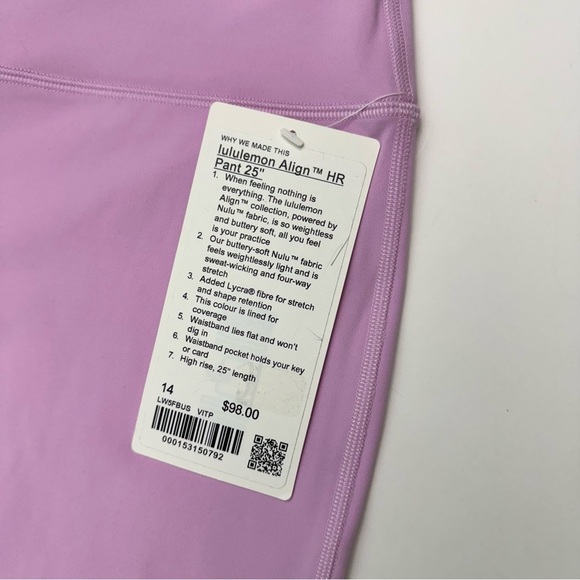 WHY WE MADE THIS
lululemon Align™ HR
Pant 25"
1. When feeling nothing is
everything. The lululemon
Align™ collection, powered by
Nulu™ fabric, is so weightless
and buttery soft, all you feel
is your practice
2. Our buttery-soft Nulu™ fabric
feels weightlessly light and is
sweat-wicking and four-way
stretch
3. Added Lycra® fibre for stretch
and shape retention
4. This colour is lined for
coverage
5. Waistband lies flat and won't
dig in
6. Waistband pocket holds your key
or card
7. High rise, 25" length
14 $98.00
LW5FBUS VITP
000153150792